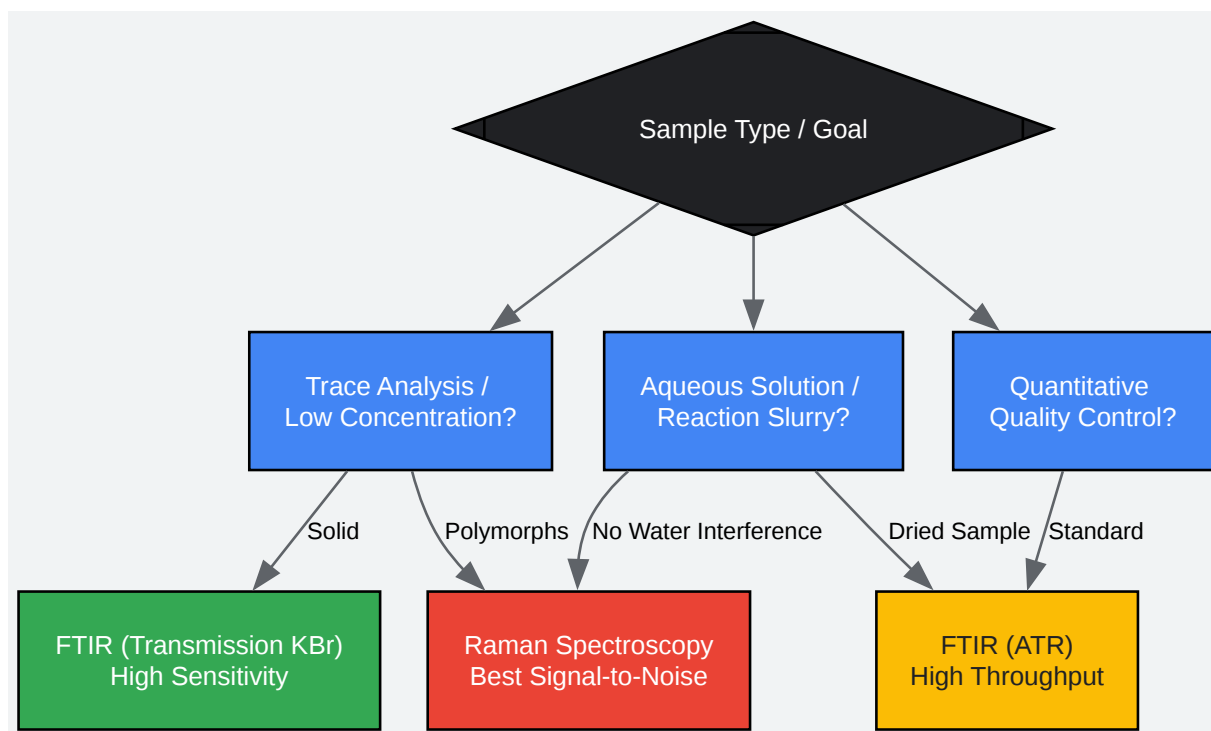 Sample Type / Goal
Trace Analysis /
Low Concentration?
Aqueous Solution /
Reaction Slurry?
Quantitative
Quality Control?
Solid
Polymorphs
No Water Interference
Dried Sample
Standard
FTIR (Transmission KBr)
High Sensitivity
Raman Spectroscopy
Best Signal-to-Noise
FTIR (ATR)
High Throughput